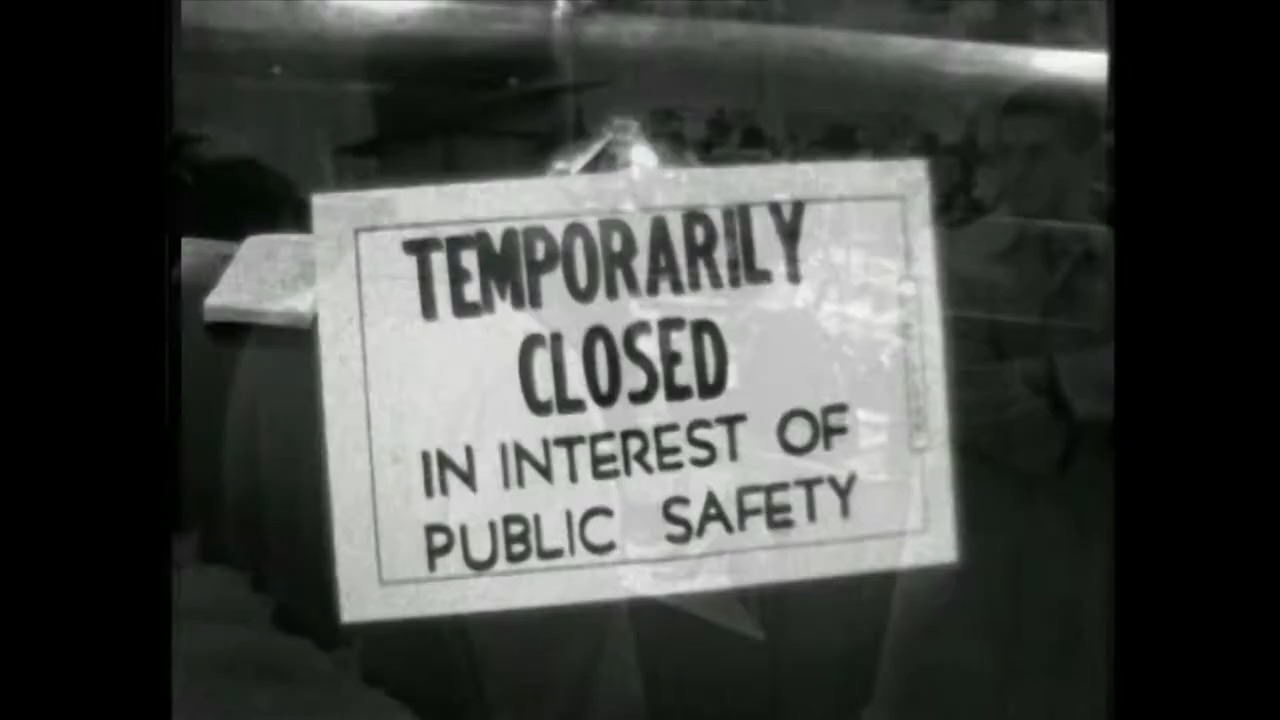 TEMPORARILY
CLOSED
IN INTEREST OF
PUBLIC SAFETY